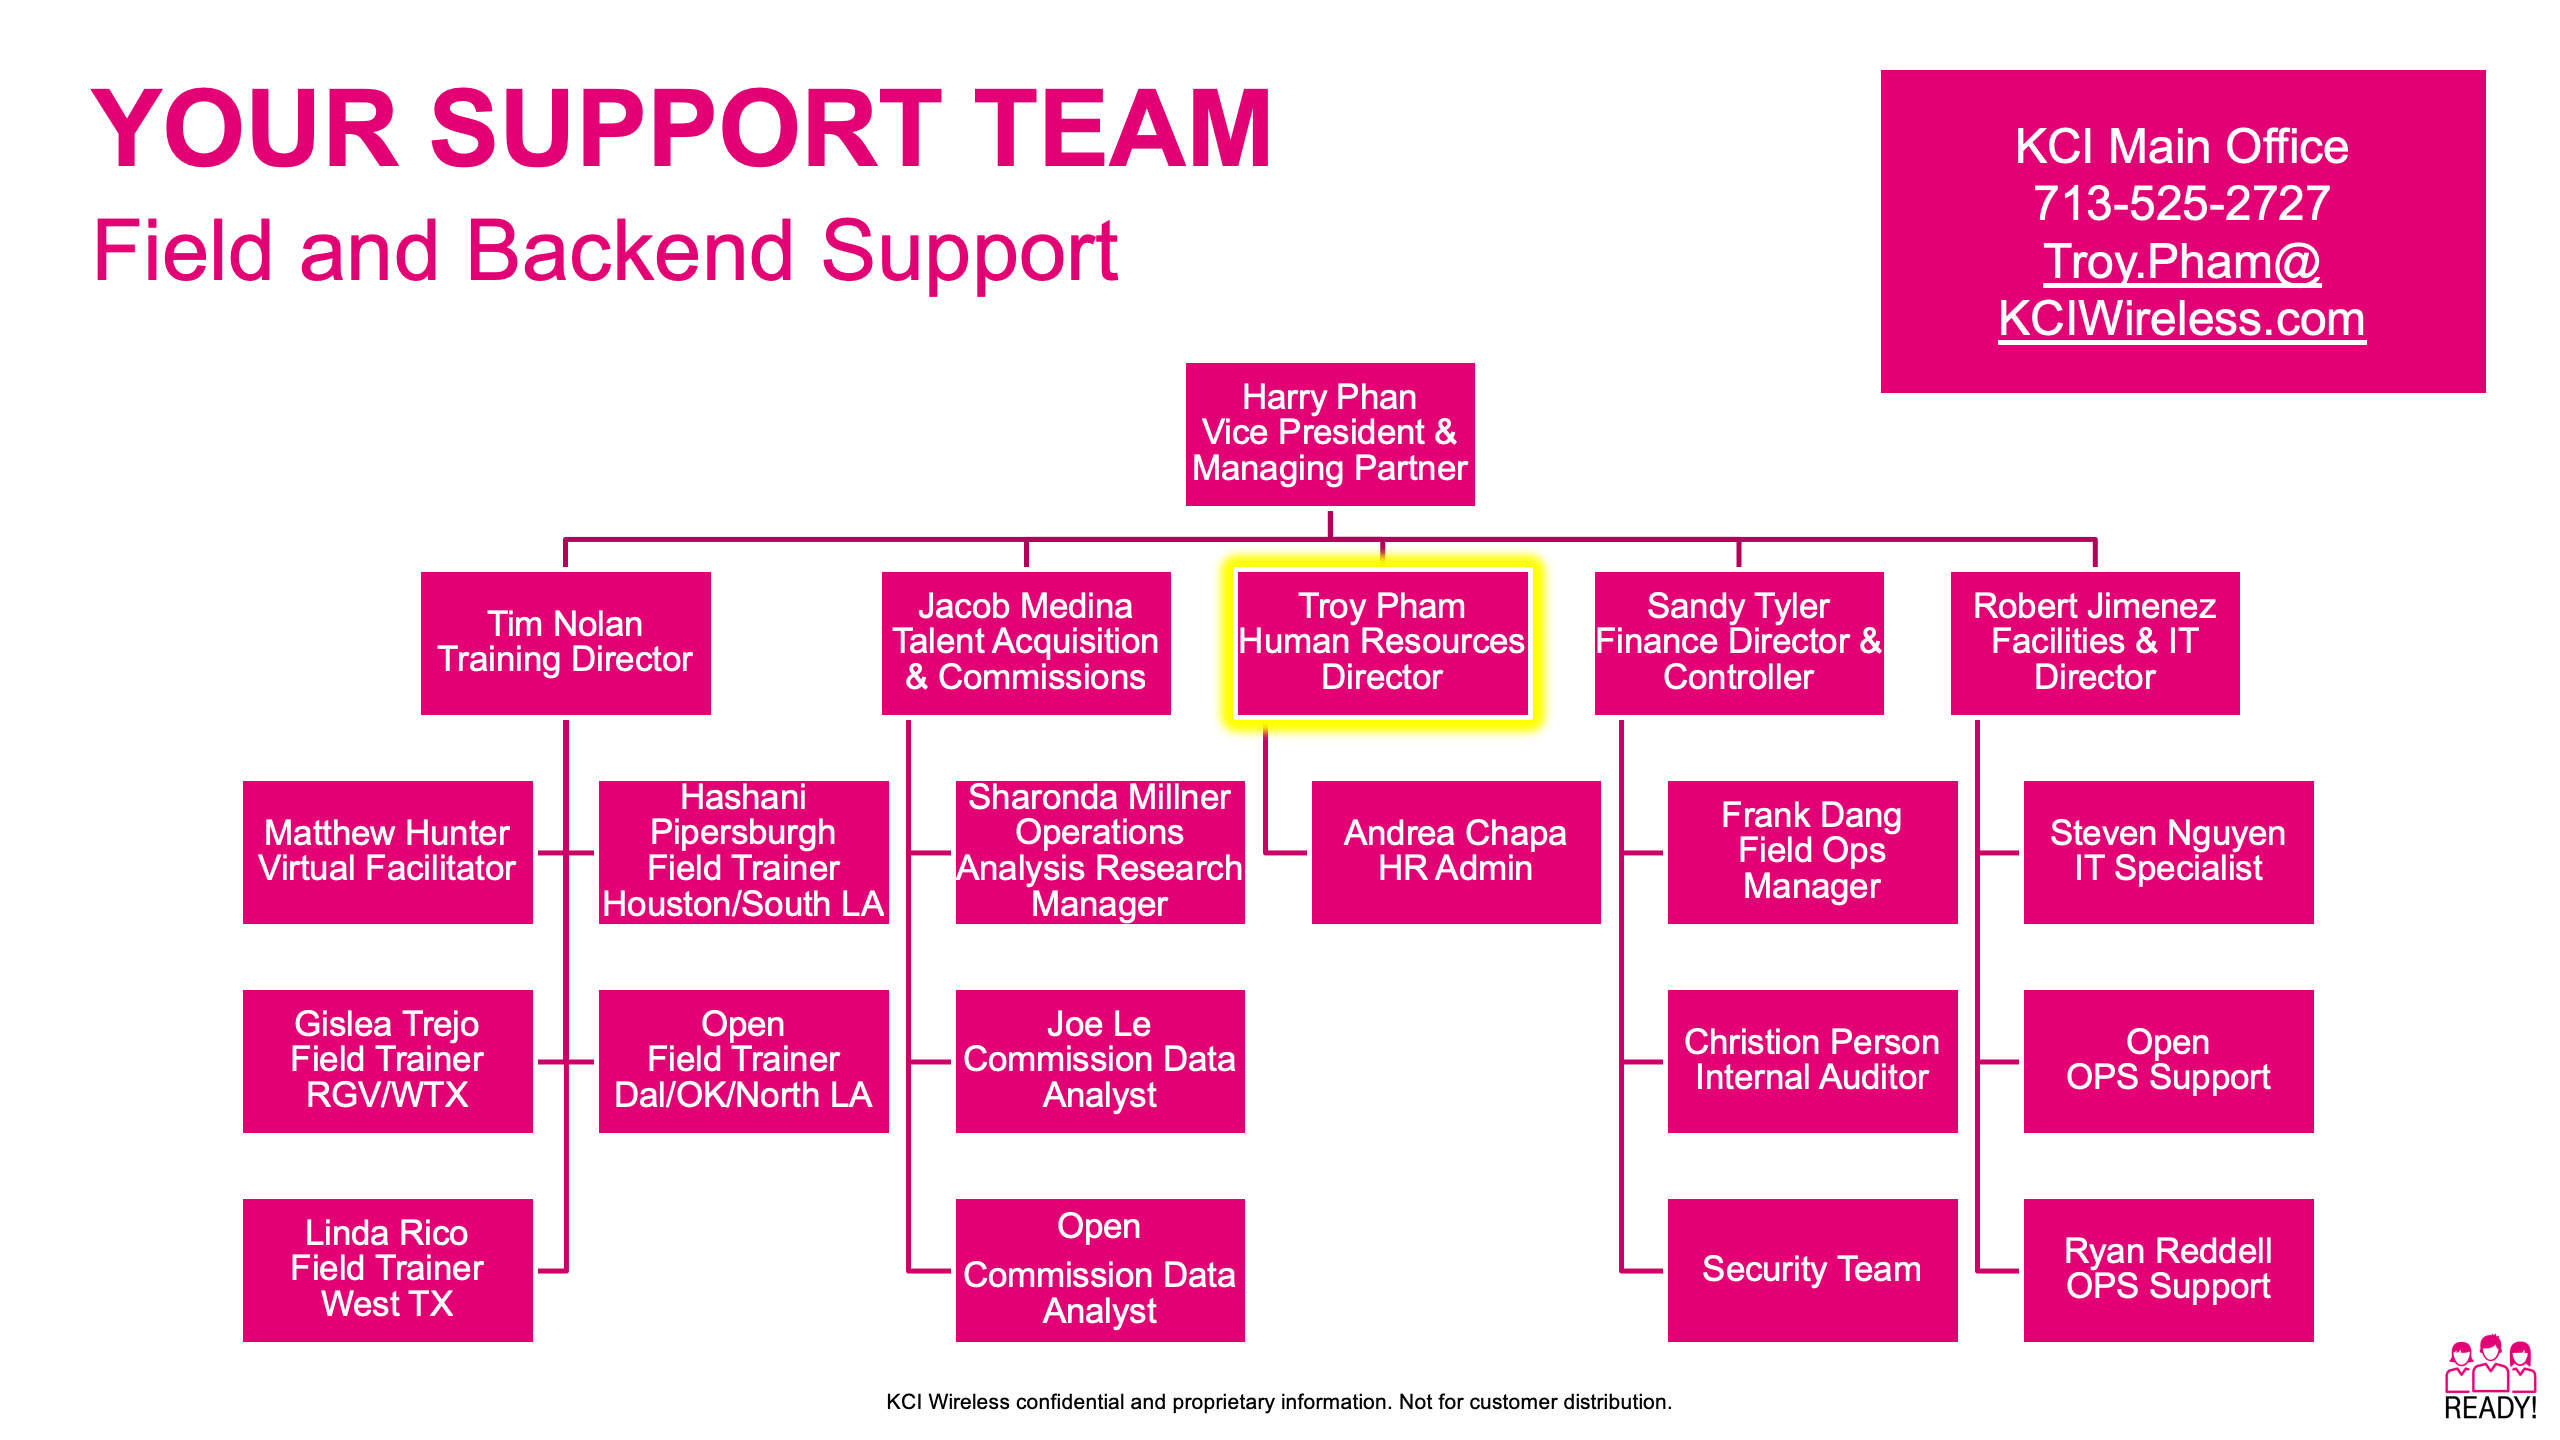 YOUR SUPPORT TEAM
Field and Backend Support
KCI Main Office
713-525-2727
Troy.Pham@
KCIWireless.com
Harry Phan
Vice President &
Managing Partner
Tim Nolan
Training Director
Jacob Medina
Talent Acquisition
& Commissions
Troy Pham
Human Resources
Director
Sandy Tyler
Finance Director &
Controller
Robert Jimenez
Facilities & IT
Director
Matthew Hunter
Virtual Facilitator
Hashani
Pipersburgh
Field Trainer
Houston/South LA
Sharonda Millner
Operations
Analysis Research
Manager
Andrea Chapa
HR Admin
Frank Dang
Field Ops
Manager
Steven Nguyen
IT Specialist
Gislea Trejo
Field Trainer
RGV/WTX
Open
Field Trainer
Dal/OK/North LA
Joe Le
Commission Data
Analyst
Christion Person
Internal Auditor
Open
OPS Support
Linda Rico
Field Trainer
West TX
Open
Commission Data
Analyst
Security Team
Ryan Reddell
OPS Support
KCI Wireless confidential and proprietary information. Not for customer distribution.
READY!